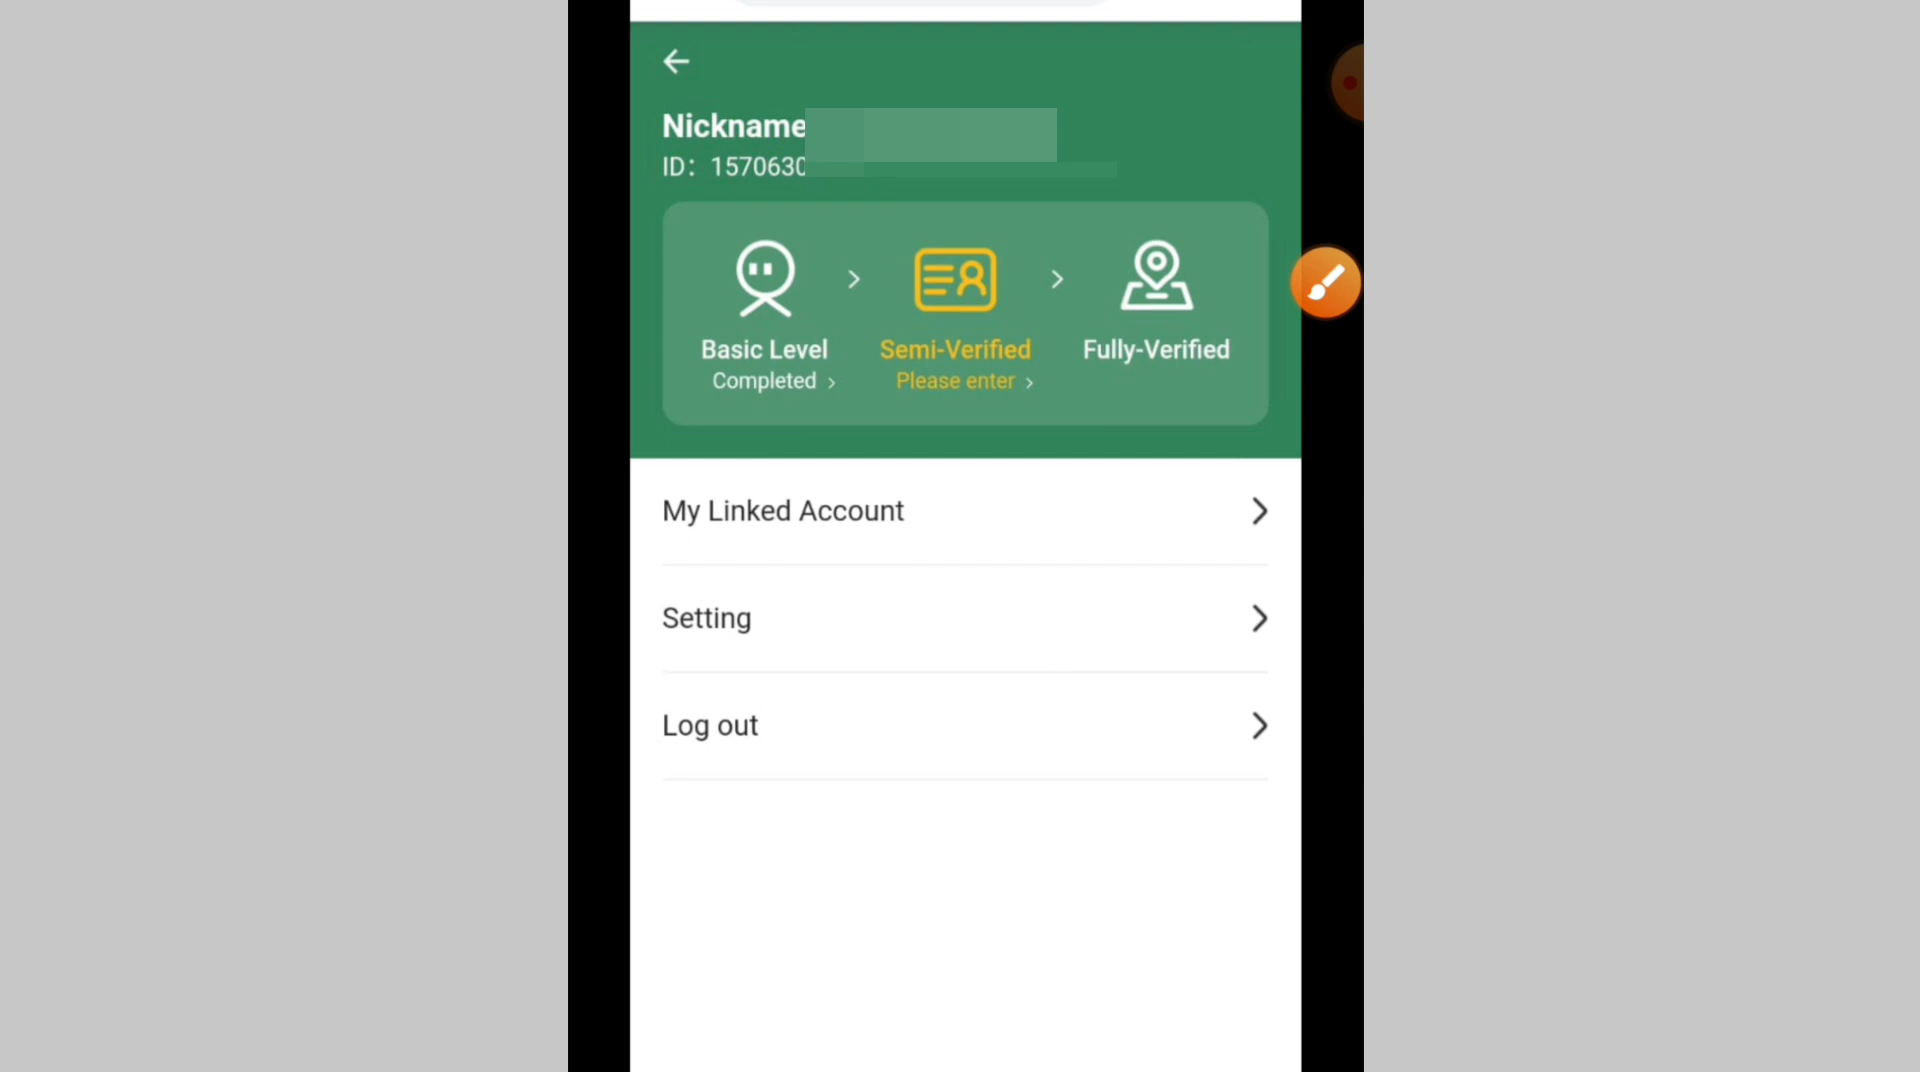 Nickname
ID: 1570630
Basic Level
Completed
Semi-Verified
Please enter
Fully-Verified
My Linked Account
Setting
Log out